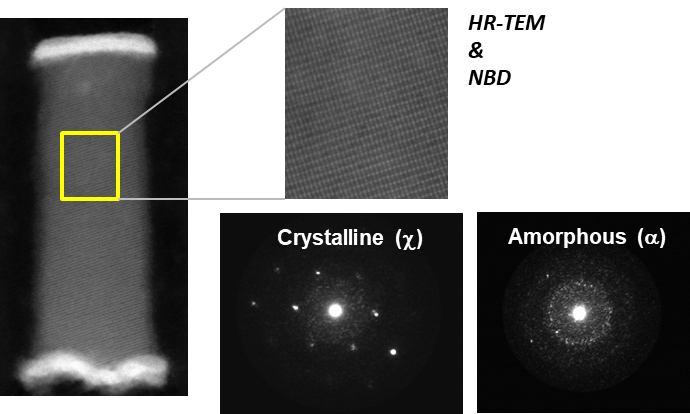 HR-TEM
&
NBD
Crystalline (χ)
Amorphous (α)